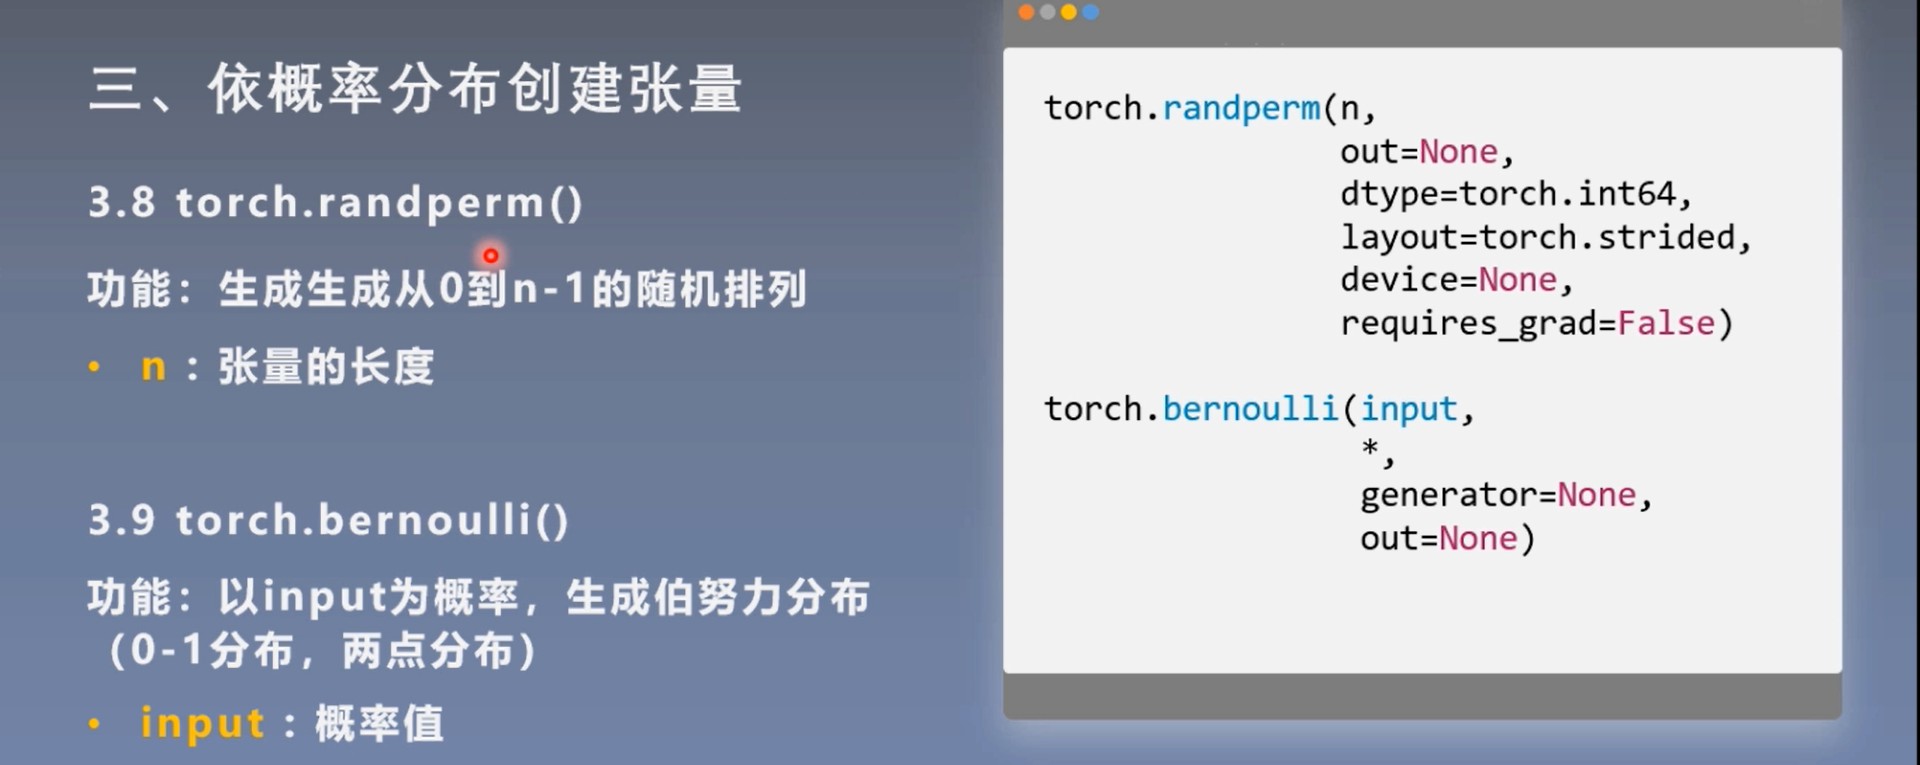 三、依概率分布创建张量
3.8 torch.randperm()
功能：生成生成从0到n-1的随机排列
• n：张量的长度
3.9 torch.bernoulli()
功能：以input为概率，生成伯努力分布
（0-1分布，两点分布）
• input：概率值
torch.randperm(n,
out=None,
dtype=torch.int64,
layout=torch.strided,
device=None,
requires_grad=False)
torch.bernoulli(input,
*,
generator=None,
out=None)